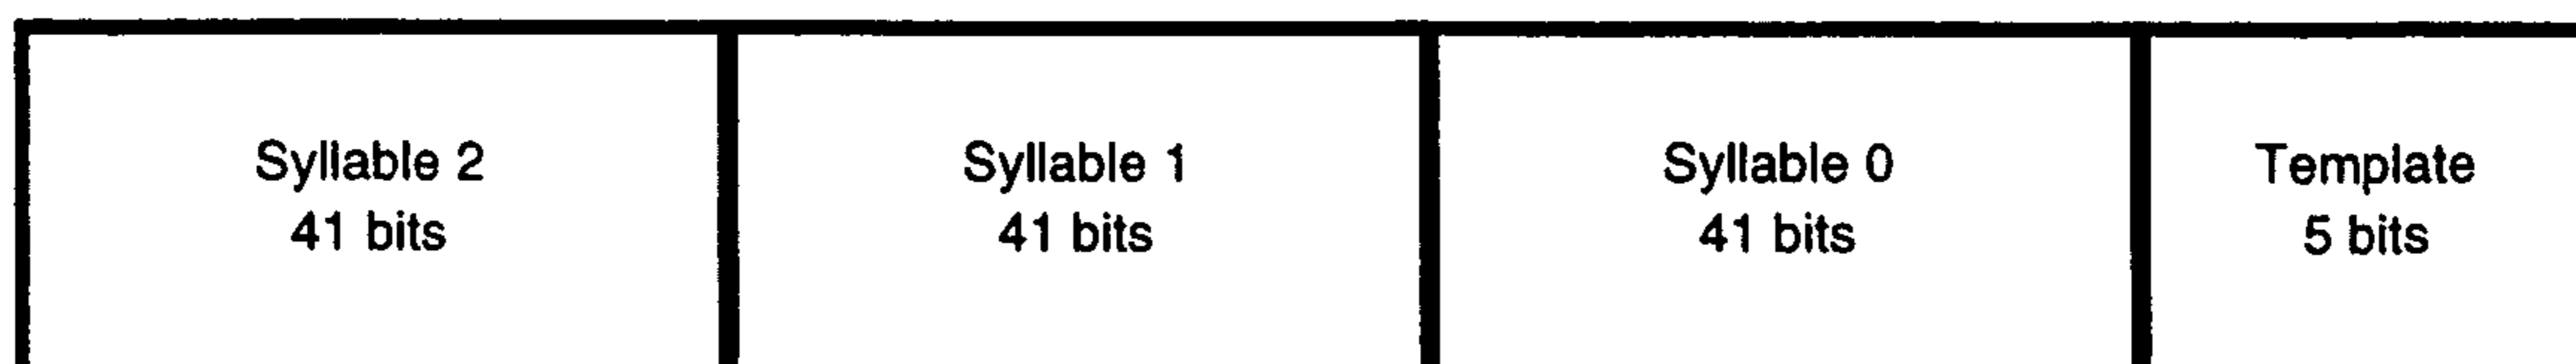 Syllable 2
41 bits
Syllable 1
41 bits
Syllable 0
41 bits
Template
5 bits